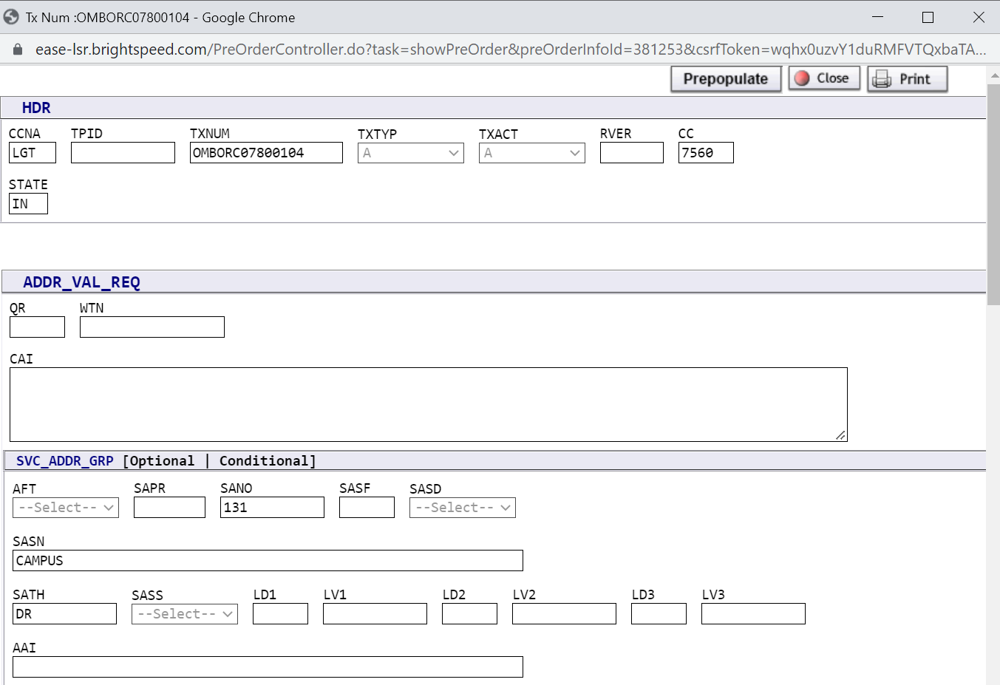 Tx Num :OMBORC07800104 - Google Chrome
ease-lsr.brightspeed.com/PreOrderController.do?task=showPreOrder&preOrderInfoId=381253&csrfToken=wqhx0uzvY1duRMFVTQxbaTA...
Prepopulate Close Print
HDR
CCNA TPID TXNUM TXTYP TXACT RVER CC
LGT OMBORC07800104 A A 7560
STATE
IN
ADDR_VAL_REQ
QR WTN
CAI
SVC_ADDR_GRP [Optional | Conditional]
AFT SAPR SANO SASF SASD
--Select-- 131 --Select--
SASN
CAMPUS
SATH SASS LD1 LV1 LD2 LV2 LD3 LV3
DR --Select--
AAI